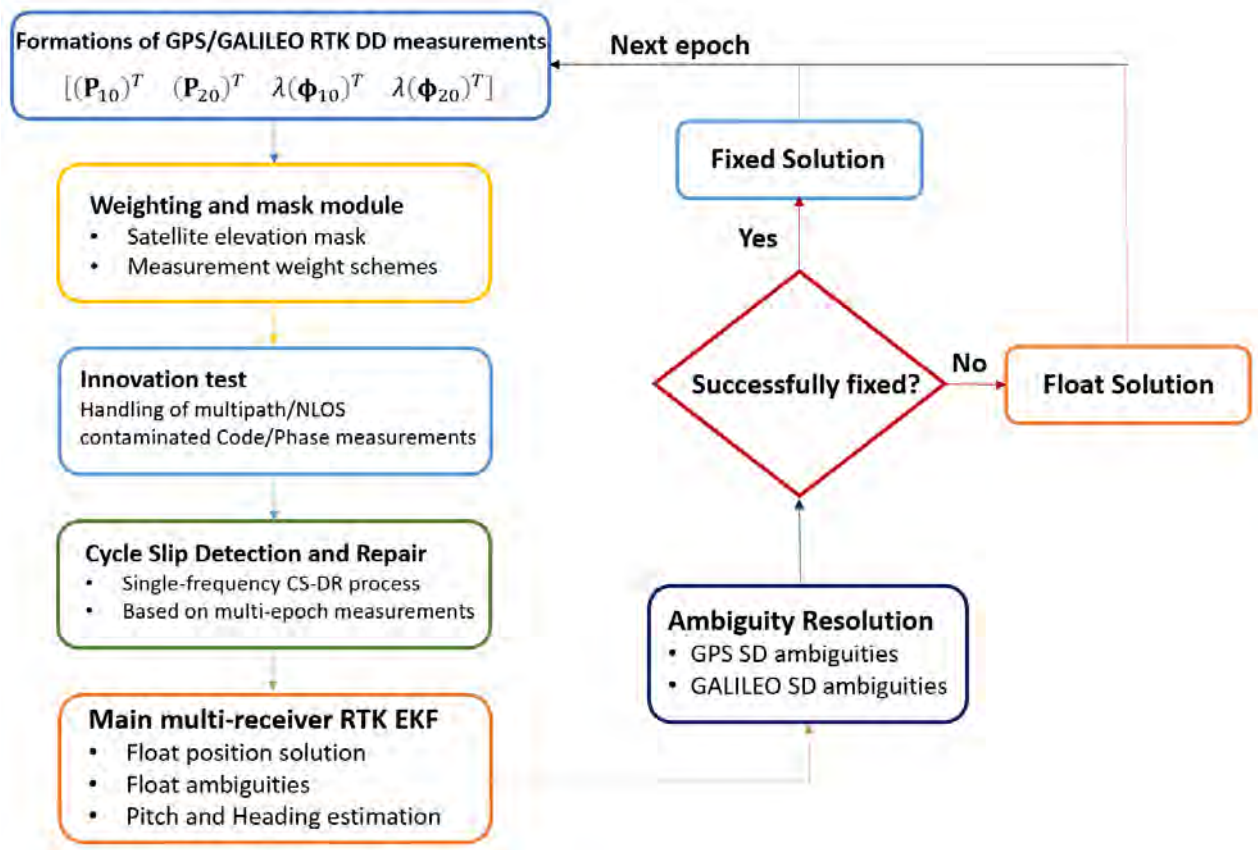 Formations of GPS/GALILEO RTK DD measurements
[(P₁₀)ᵀ (P₂₀)ᵀ λ(ϕ₁₀)ᵀ λ(ϕ₂₀)ᵀ]
Weighting and mask module
• Satellite elevation mask
• Measurement weight schemes
Innovation test
Handling of multipath/NLOS
contaminated Code/Phase measurements
Cycle Slip Detection and Repair
• Single-frequency CS-DR process
• Based on multi-epoch measurements
Main multi-receiver RTK EKF
• Float position solution
• Float ambiguities
• Pitch and Heading estimation
Ambiguity Resolution
• GPS SD ambiguities
• GALILEO SD ambiguities
Successfully fixed?
Yes
No
Fixed Solution
Float Solution
Next epoch